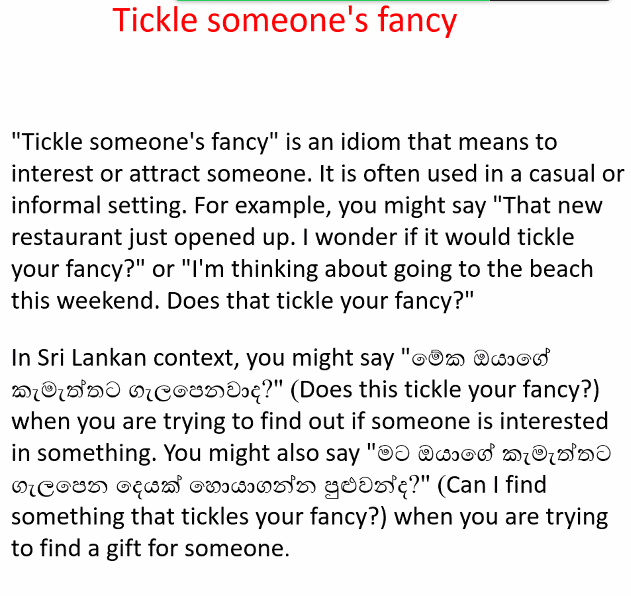 Tickle someone's fancy
"Tickle someone's fancy" is an idiom that means to
interest or attract someone. It is often used in a casual or
informal setting. For example, you might say "That new
restaurant just opened up. I wonder if it would tickle
your fancy?" or "I'm thinking about going to the beach
this weekend. Does that tickle your fancy?"
In Sri Lankan context, you might say "මේක ඔයාගේ
කැමැත්තට ගැලපෙනවාද?" (Does this tickle your fancy?)
when you are trying to find out if someone is interested
in something. You might also say "මට ඔයාගේ කැමැත්තට
ගැලපෙන දෙයක් හොයාගන්න පුළුවන්ද?" (Can I find
something that tickles your fancy?) when you are trying
to find a gift for someone.